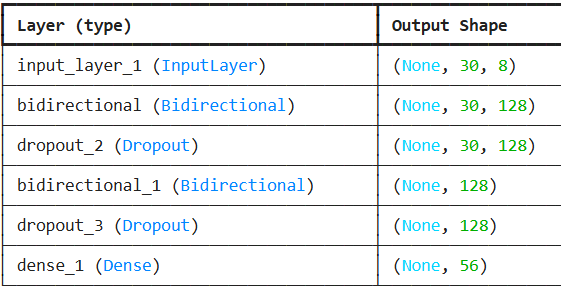 Layer (type) Output Shape
input_layer_1 (InputLayer) (None, 30, 8)
bidirectional (Bidirectional) (None, 30, 128)
dropout_2 (Dropout) (None, 30, 128)
bidirectional_1 (Bidirectional) (None, 128)
dropout_3 (Dropout) (None, 128)
dense_1 (Dense) (None, 56)